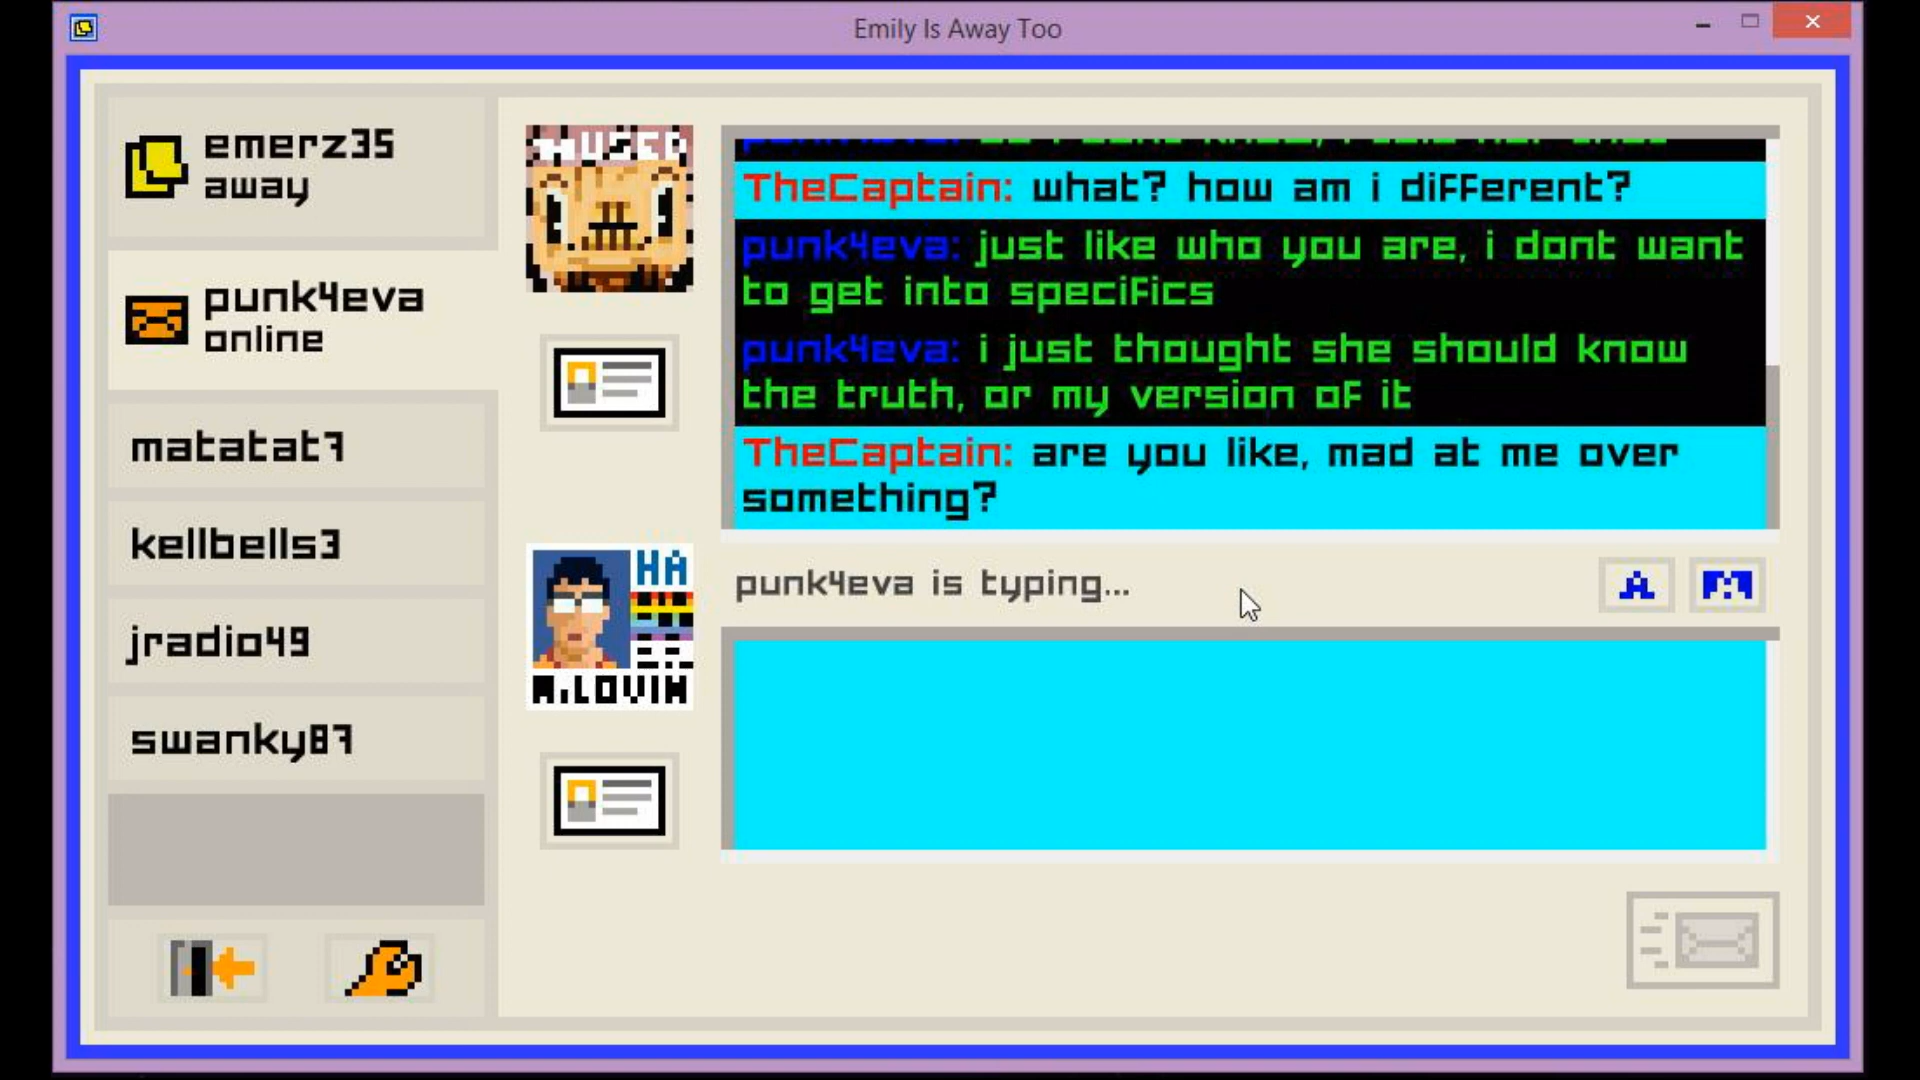 Emily Is Away Too
emerz35
away
punk4eva
online
matatat7
kellbells3
jradio49
swanky87
USED
TheCaptain: what? how am i different?
punk4eva: just like who you are, i dont want
to get into specifics
punk4eva: i just thought she should know
the truth, or my version of it
TheCaptain: are you like, mad at me over
something?
HA
M.LOVIN
punk4eva is typing...
A